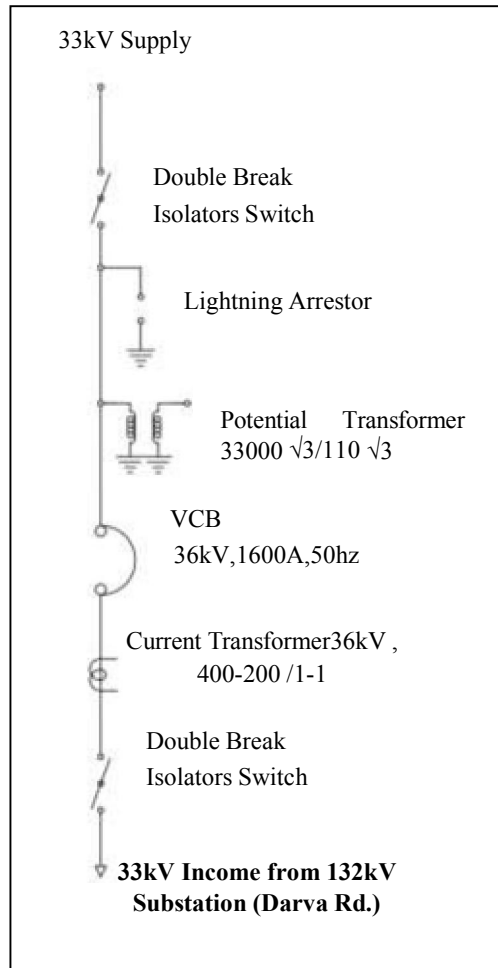 33kV Supply
Double Break
Isolators Switch
Lightning Arrestor
Potential Transformer
33000 √3/110 √3
VCB
36kV,1600A,50hz
Current Transformer36kV ,
400-200 /1-1
Double Break
Isolators Switch
33kV Income from 132kV
Substation (Darva Rd.)